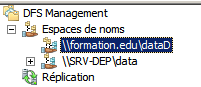 DFS Management
Espaces de noms
\\formation.edu\dataD
\\SRV-DEP\data
Réplication